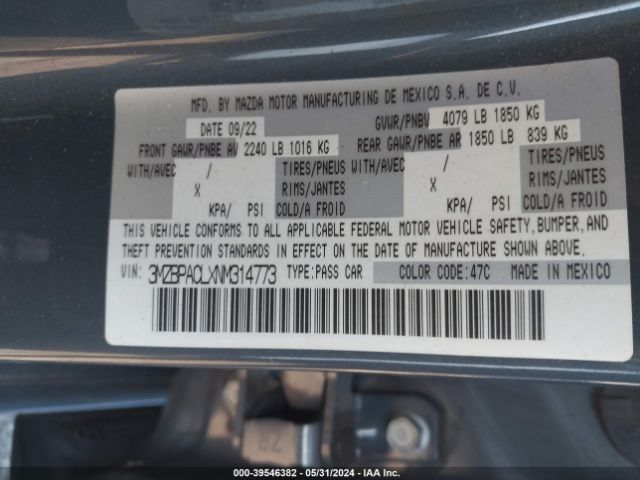 MFD. BY MAZDA MOTOR MANUFACTURING DE MEXICO S.A. DE C.V.
DATE 09/22 GVWR/PNBV 4079 LB 1850 KG
FRONT GAWR/PNBE AV 2240 LB 1016 KG REAR GAWR/PNBE AR 1850 LB 839 KG
WITH/AVEC / TIRES/PNEUS WITH/AVEC / TIRES/PNEUS
X RIMS/JANTES X RIMS/JANTES
KPA/ PSI COLD/A FROID KPA/ PSI COLD/A FROID
THIS VEHICLE CONFORMS TO ALL APPLICABLE FEDERAL MOTOR VEHICLE SAFETY, BUMPER, AND
THEFT PREVENTION STANDARDS IN EFFECT ON THE DATE OF MANUFACTURE SHOWN ABOVE.
VIN: 3MZBPACLXNM314773 TYPE: PASS CAR COLOR CODE: 47C MADE IN MEXICO
000-39546382 - 05/31/2024 - IAA Inc.